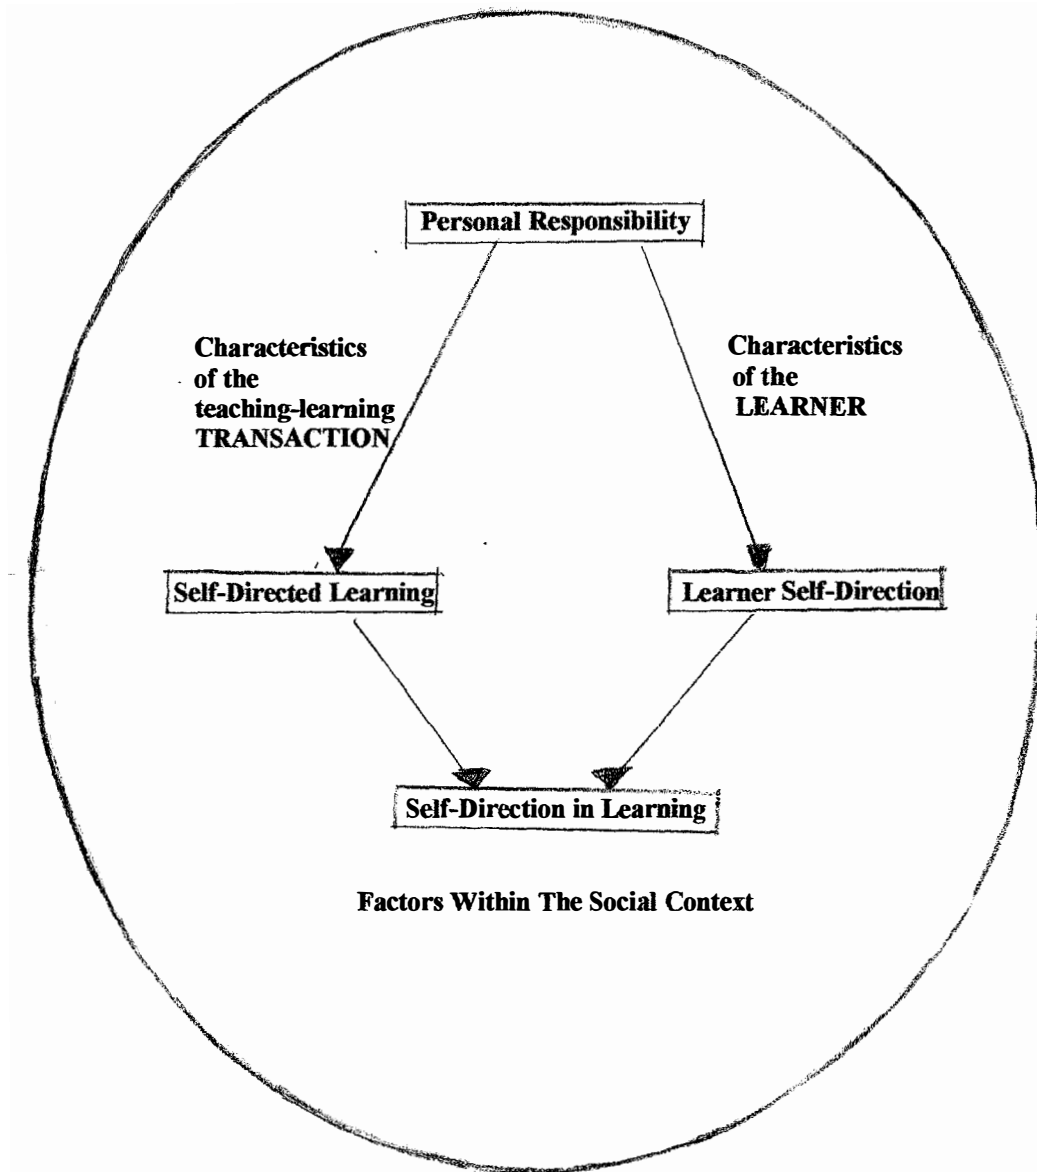 Personal Responsibility
Characteristics
of the
teaching-learning
TRANSACTION
Characteristics
of the
LEARNER
Self-Directed Learning
Learner Self-Direction
Self-Direction in Learning
Factors Within The Social Context